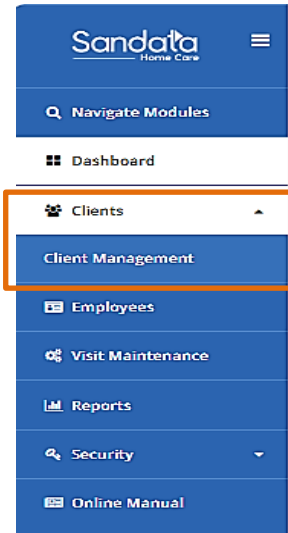 Sandata
Home Care
Navigate Modules
Dashboard
Clients
Client Management
Employees
Visit Maintenance
Reports
Security
Online Manual